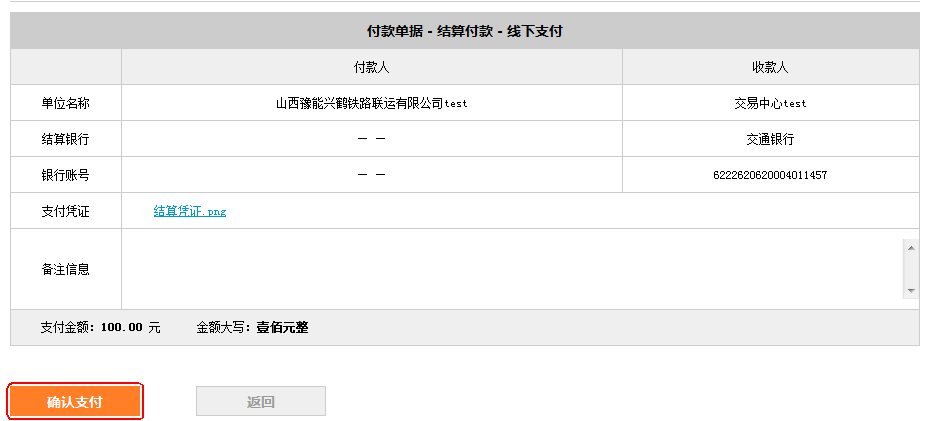 付款单据 - 结算付款 - 线下支付
付款人 收款人
单位名称 山西豫能兴鹤铁路联运有限公司test 交易中心test
结算银行 — — 交通银行
银行账号 — — 6222620620004011457
支付凭证 结算凭证.png
备注信息
支付金额：100.00 元 金额大写：壹佰元整
确认支付 返回